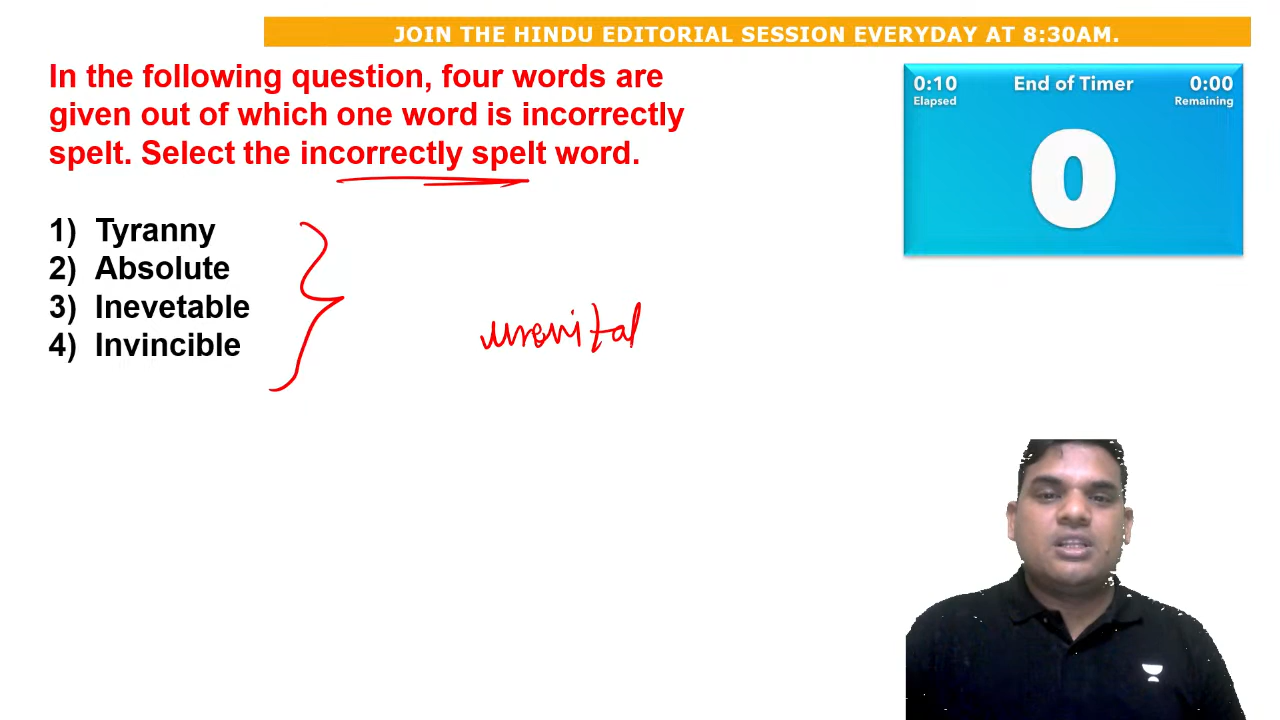 JOIN THE HINDU EDITORIAL SESSION EVERYDAY AT 8:30AM.
In the following question, four words are
given out of which one word is incorrectly
spelt. Select the incorrectly spelt word.
0:10 End of Timer 0:00
Elapsed Remaining
0
1) Tyranny
2) Absolute
3) Inevetable
4) Invincible